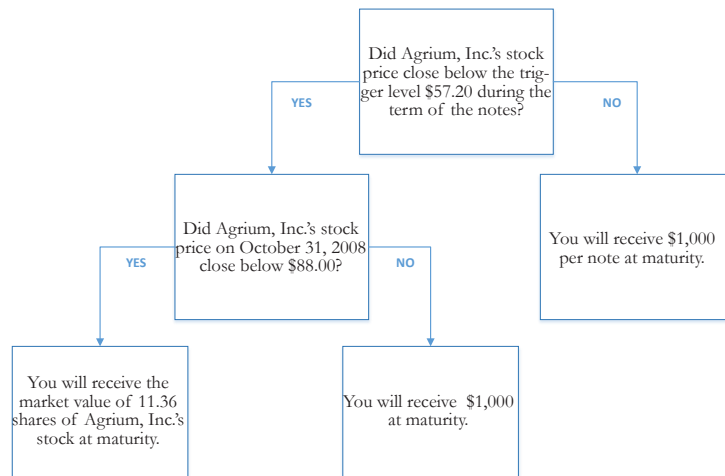 Did Agrium, Inc.'s stock
price close below the trig-
ger level $57.20 during the
term of the notes?
YES
NO
Did Agrium, Inc.'s stock
price on October 31, 2008
close below $88.00?
You will receive $1,000
per note at maturity.
YES
NO
You will receive the
market value of 11.36
shares of Agrium, Inc.'s
stock at maturity.
You will receive $1,000
at maturity.